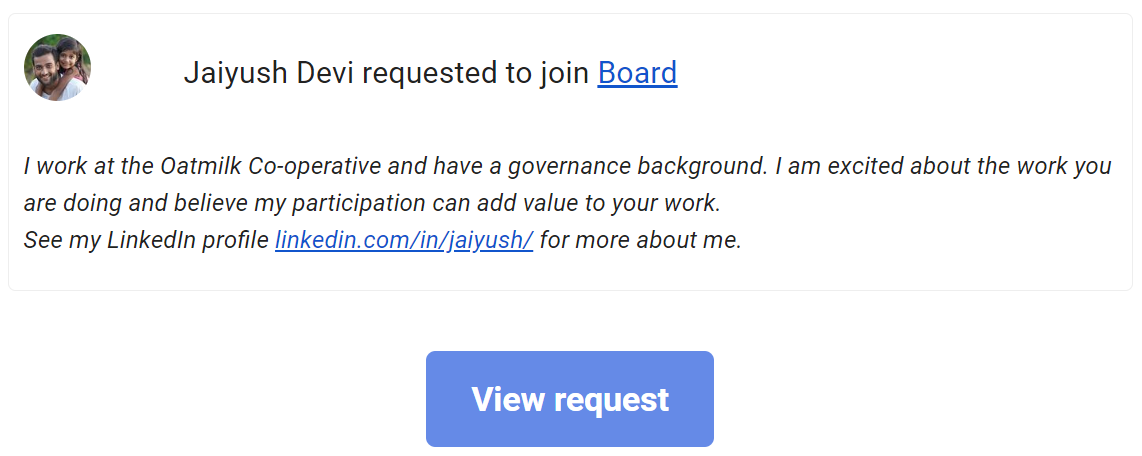 Jaiyush Devi requested to join Board
I work at the Oatmilk Co-operative and have a governance background. I am excited about the work you
are doing and believe my participation can add value to your work.
See my LinkedIn profile linkedin.com/in/jaiyush/ for more about me.
View request